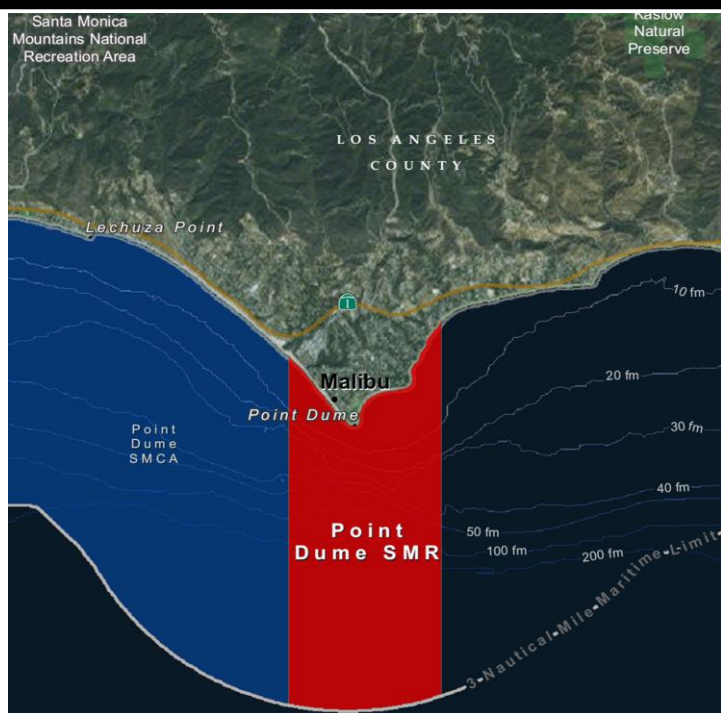 Santa Monica
Mountains National
Recreation Area
Kaslow
Natural
Preserve
LOS ANGELES
COUNTY
Lechuza Point
1
10 fm
Malibu
20 fm
Point Dume
Point
Dume
SMCA
30 fm
40 fm
Point
Dume SMR
50 fm
100 fm
200 fm
3-Nautical-Mile-Maritime-Limit